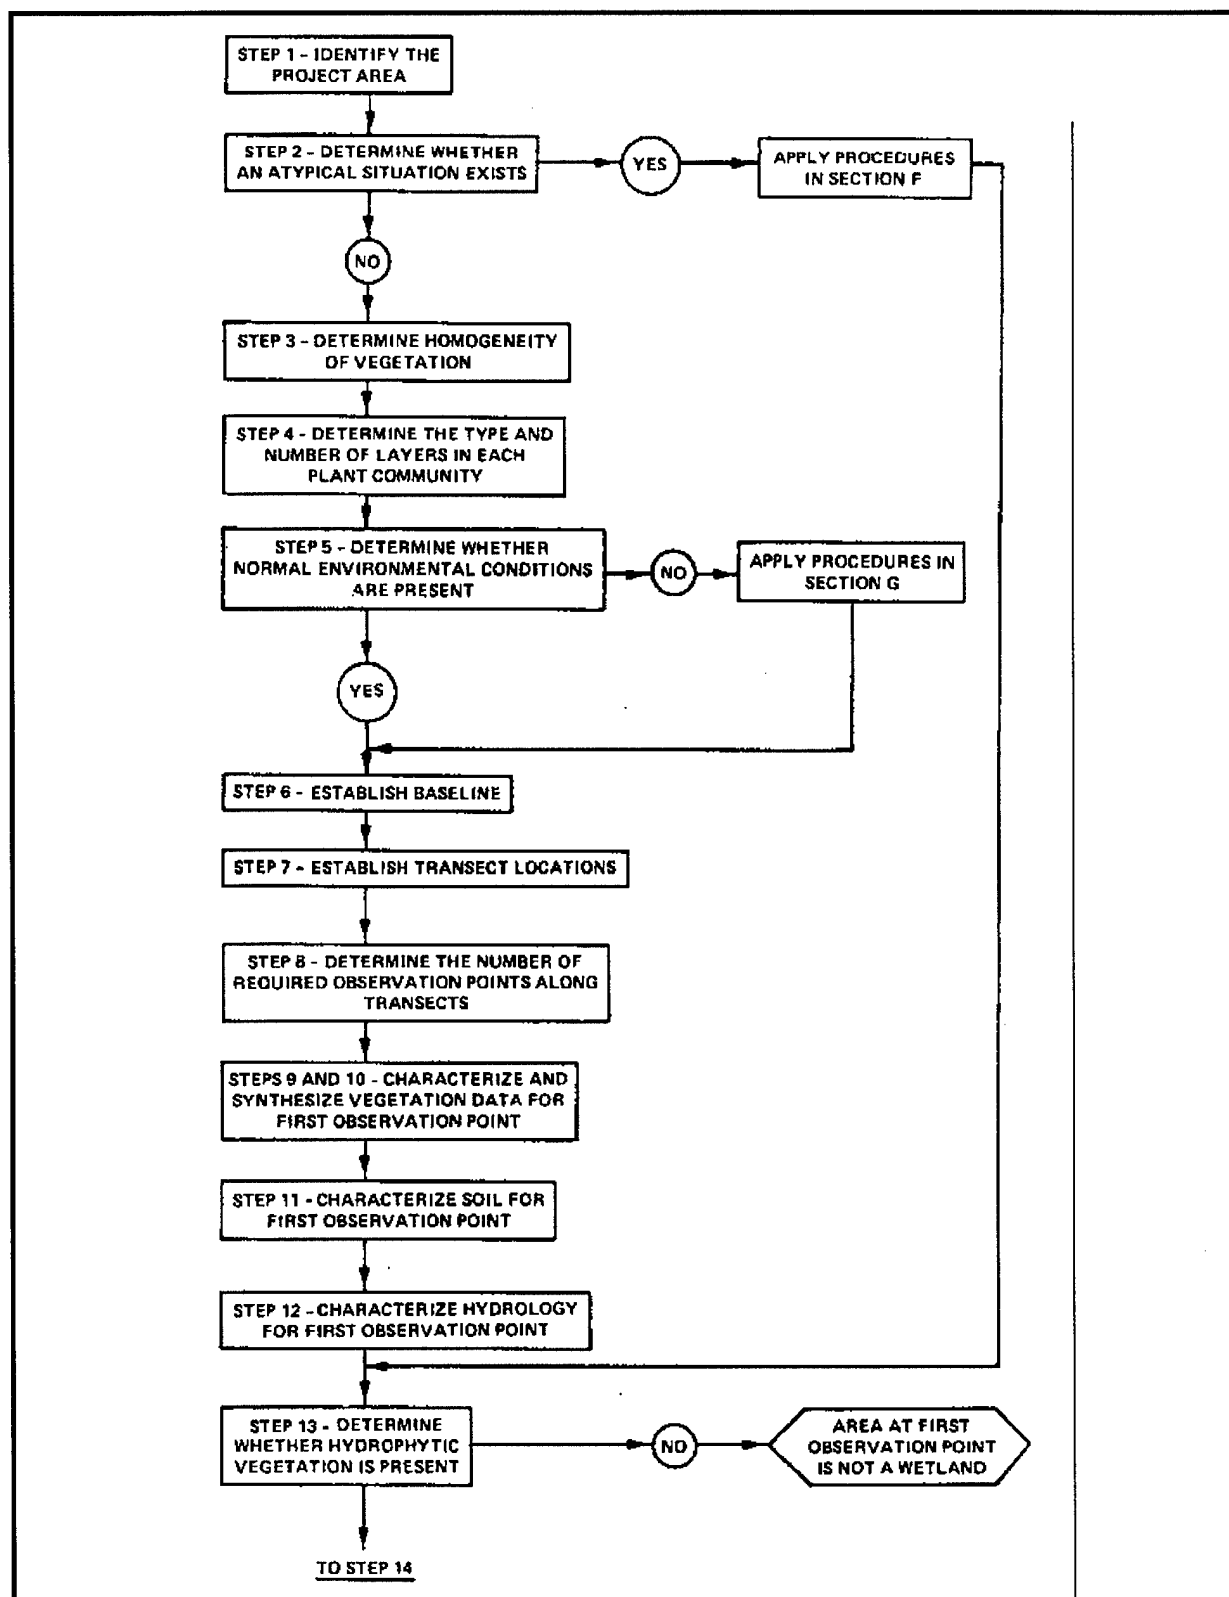 STEP 1 - IDENTIFY THE
PROJECT AREA
STEP 2 - DETERMINE WHETHER
AN ATYPICAL SITUATION EXISTS
YES
APPLY PROCEDURES
IN SECTION F
NO
STEP 3 - DETERMINE HOMOGENEITY
OF VEGETATION
STEP 4 - DETERMINE THE TYPE AND
NUMBER OF LAYERS IN EACH
PLANT COMMUNITY
STEP 5 - DETERMINE WHETHER
NORMAL ENVIRONMENTAL CONDITIONS
ARE PRESENT
NO
APPLY PROCEDURES IN
SECTION G
YES
STEP 6 - ESTABLISH BASELINE
STEP 7 - ESTABLISH TRANSECT LOCATIONS
STEP 8 - DETERMINE THE NUMBER OF
REQUIRED OBSERVATION POINTS ALONG
TRANSECTS
STEPS 9 AND 10 - CHARACTERIZE AND
SYNTHESIZE VEGETATION DATA FOR
FIRST OBSERVATION POINT
STEP 11 - CHARACTERIZE SOIL FOR
FIRST OBSERVATION POINT
STEP 12 - CHARACTERIZE HYDROLOGY
FOR FIRST OBSERVATION POINT
STEP 13 - DETERMINE
WHETHER HYDROPHYTIC
VEGETATION IS PRESENT
NO
AREA AT FIRST
OBSERVATION POINT
IS NOT A WETLAND
TO STEP 14